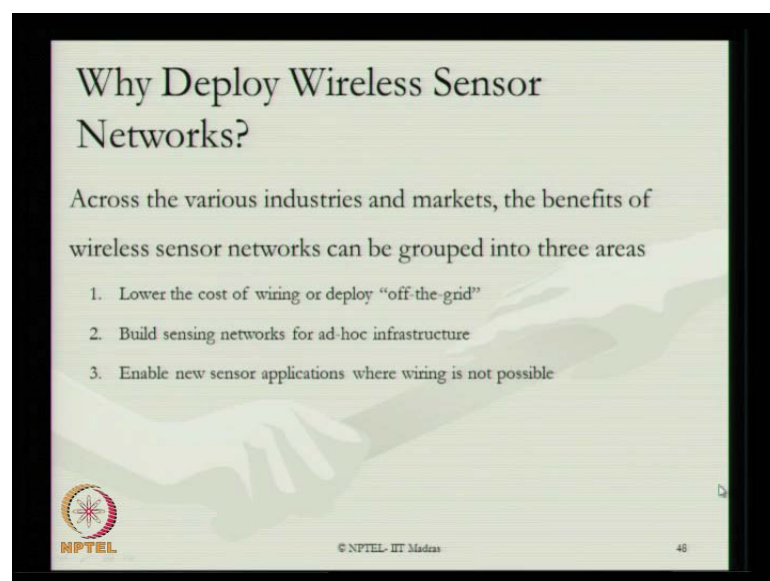 Why Deploy Wireless Sensor
Networks?
Across the various industries and markets, the benefits of
wireless sensor networks can be grouped into three areas
1. Lower the cost of wiring or deploy “off-the-grid”
2. Build sensing networks for ad-hoc infrastructure
3. Enable new sensor applications where wiring is not possible
NPTEL
© NPTEL- IIT Madras
48